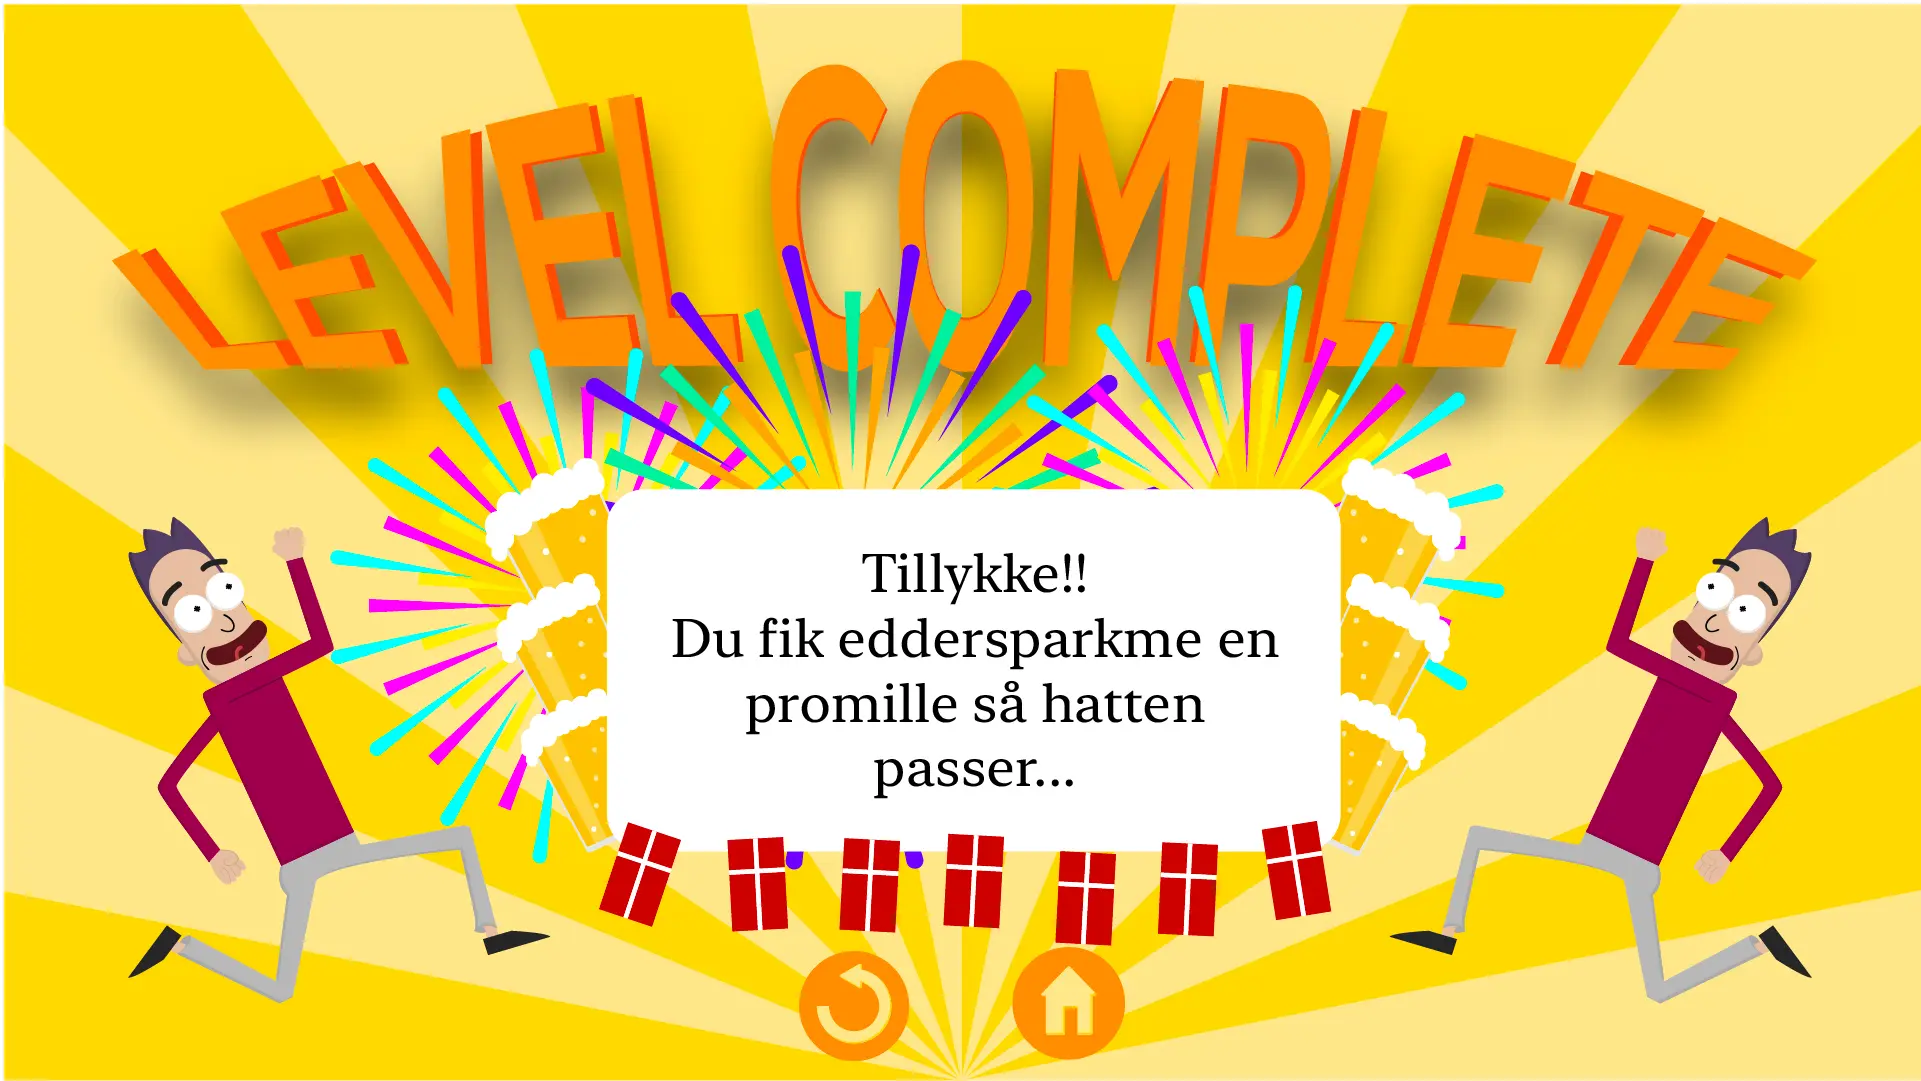 LEVEL COMPLETE
Tillykke!!
Du fik eddersparkme en
promille så hatten
passer...